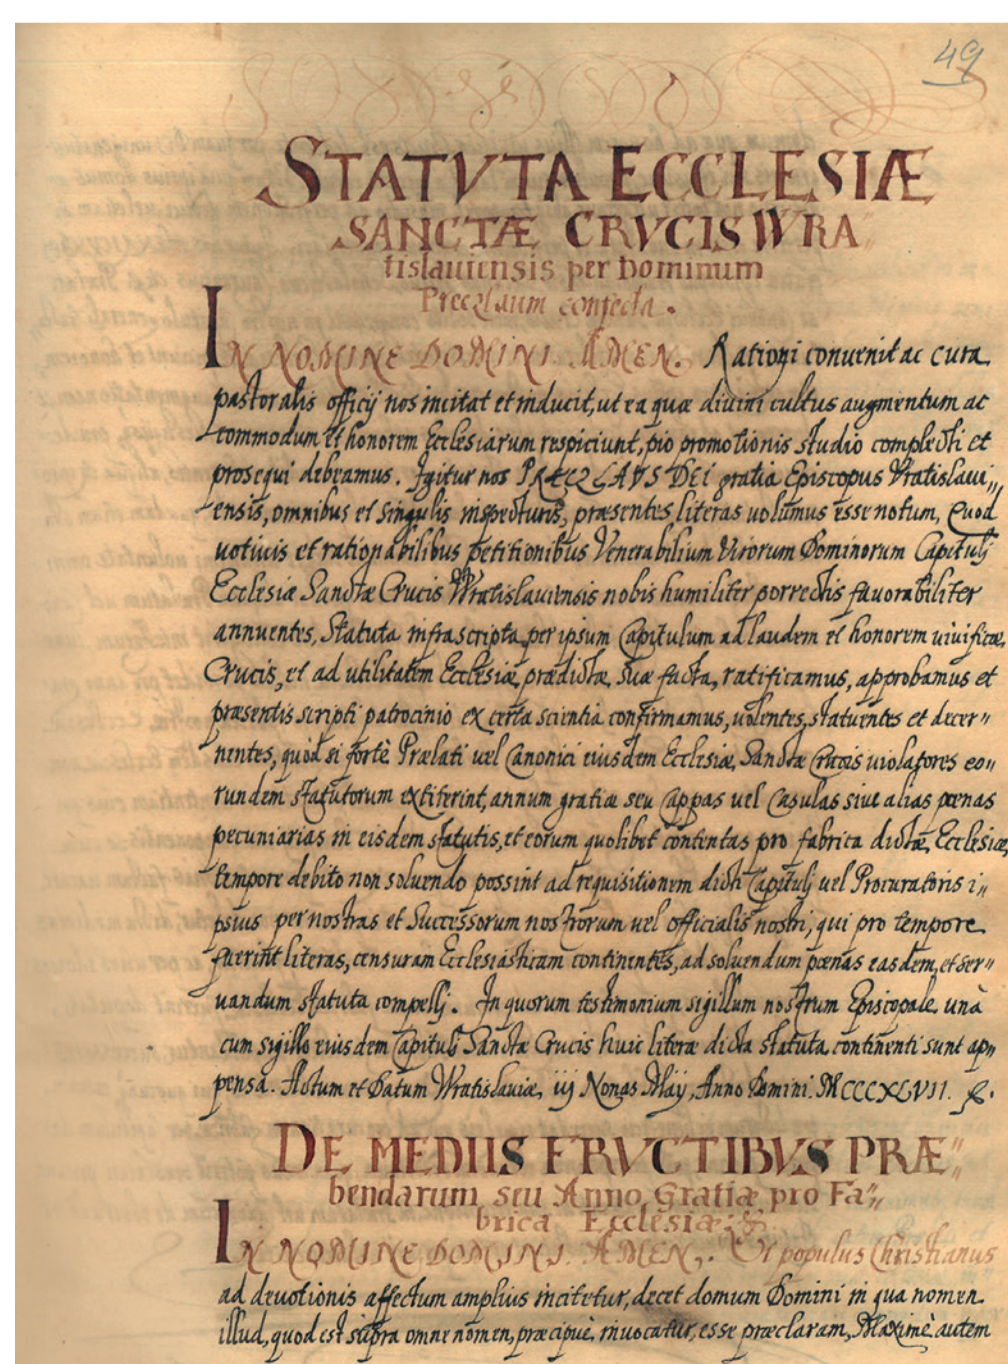 49
STATVTA ECCLESIÆ
SANCTÆ CRVCIS WRA〃
tislauiensis per Dominum
Preczlaum confecta.
IN NOMINE DOMINI. AMEN. Rationi conuenit ac cura
pastoralis officij nos incitat et inducit, ut ea quæ diuini cultus augmentum ac
commodum et honorem Ecclesiarum respiciunt, pio promotionis studio complecti et
prosequi debeamus. Igitur nos PRÆCZLAVS DEI gratia Episcopus Vratislaui〃
ensis, omnibus et singulis inspecturis, præsentes literas uolumus esse notum, Quod
uotiuis et rationabilibus petitionibus Venerabilium Virorum Dominorum Capitulj
Ecclesiæ Sanctæ Crucis Wratislauiensis nobis humiliter porrectis fauorabiliter
annuentes, Statuta infrascripta per ipsum Capitulum ad laudem et honorem uiuificæ
Crucis, et ad utilitatem Ecclesiæ prædictæ suæ facta, ratificamus, approbamus et
præsentis scripti patrocinio ex certa scientia confirmamus, uolentes, statuentes et decer〃
nentes, quòd si fortè Prælati uel Canonici eiusdem Ecclesiæ Sanctæ Crucis uiolatores eo〃
rundem statutorum extiterint, annum gratiæ seu Cappas uel Casulas siue alias pœnas
pecuniarias in eisdem statutis, et eorum quolibet contentas pro fabrica dictæ Ecclesiæ
tempore debito non soluendo possint ad requisitionem dicti Capitulj uel Procuratoris i〃
psius per nostras et Successorum nostrorum uel officialis nostri, qui pro tempore
fuerint literas, censuram Ecclesiasticam continentes, ad soluendum pœnas easdem, et ser〃
uandum statuta compellj. In quorum testimonium sigillum nostrum Episcopale unà
cum sigillo eiusdem Capitulj Sanctæ Crucis huic literæ dicta statuta continenti sunt ap〃
pensa. Actum et Datum Wratislauiæ iij Nonas Maij, Anno Domini. MCCCXLVII.
DE MEDIIS FRVCTIBVS PRÆ〃
bendarum seu Anno Gratiæ pro Fa〃
brica Ecclesiæ
IN NOMINE DOMINI. AMEN. Vt populus Christianus
ad deuotionis affectum amplius incitetur, decet domum Domini in qua nomen
illud, quod est supra omne nomen, præcipuè inuocatur, esse præclaram, Maximè autem